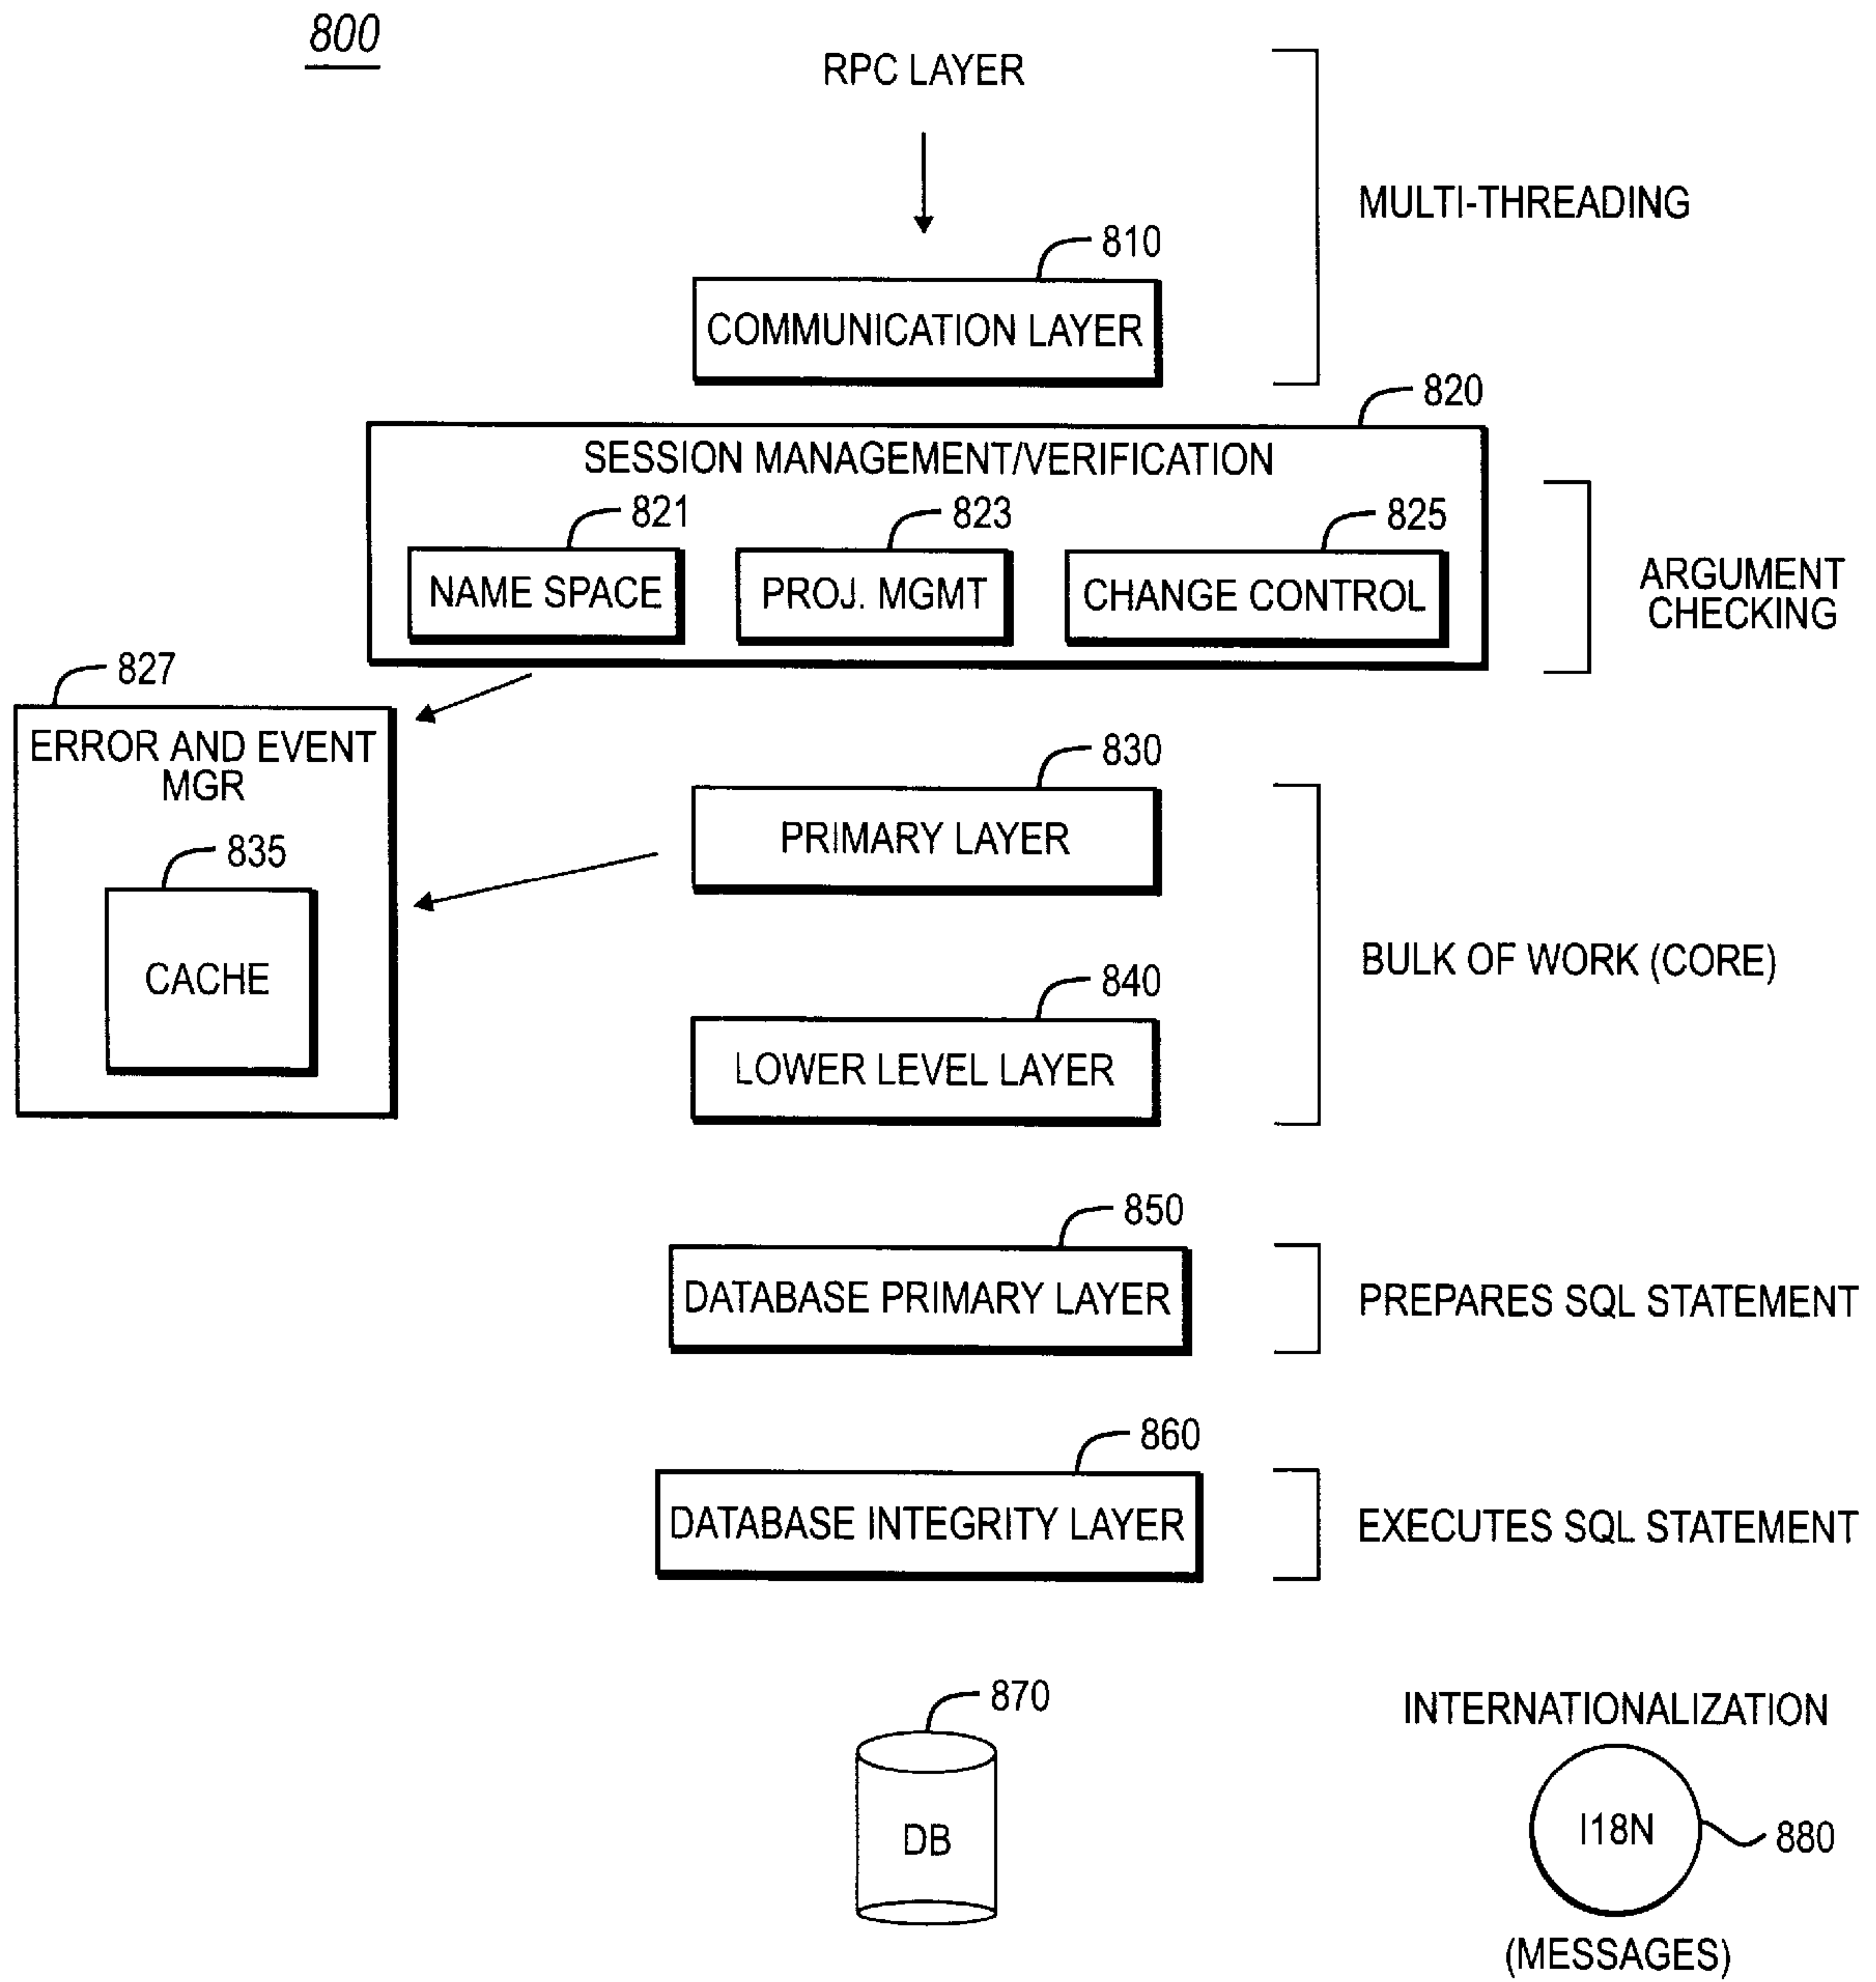 800
RPC LAYER
MULTI-THREADING
810
COMMUNICATION LAYER
820
SESSION MANAGEMENT/VERIFICATION
821
823
825
NAME SPACE
PROJ. MGMT
CHANGE CONTROL
ARGUMENT
CHECKING
827
ERROR AND EVENT
MGR
830
PRIMARY LAYER
835
CACHE
BULK OF WORK (CORE)
840
LOWER LEVEL LAYER
850
DATABASE PRIMARY LAYER
PREPARES SQL STATEMENT
860
DATABASE INTEGRITY LAYER
EXECUTES SQL STATEMENT
870
DB
INTERNATIONALIZATION
I18N
880
(MESSAGES)